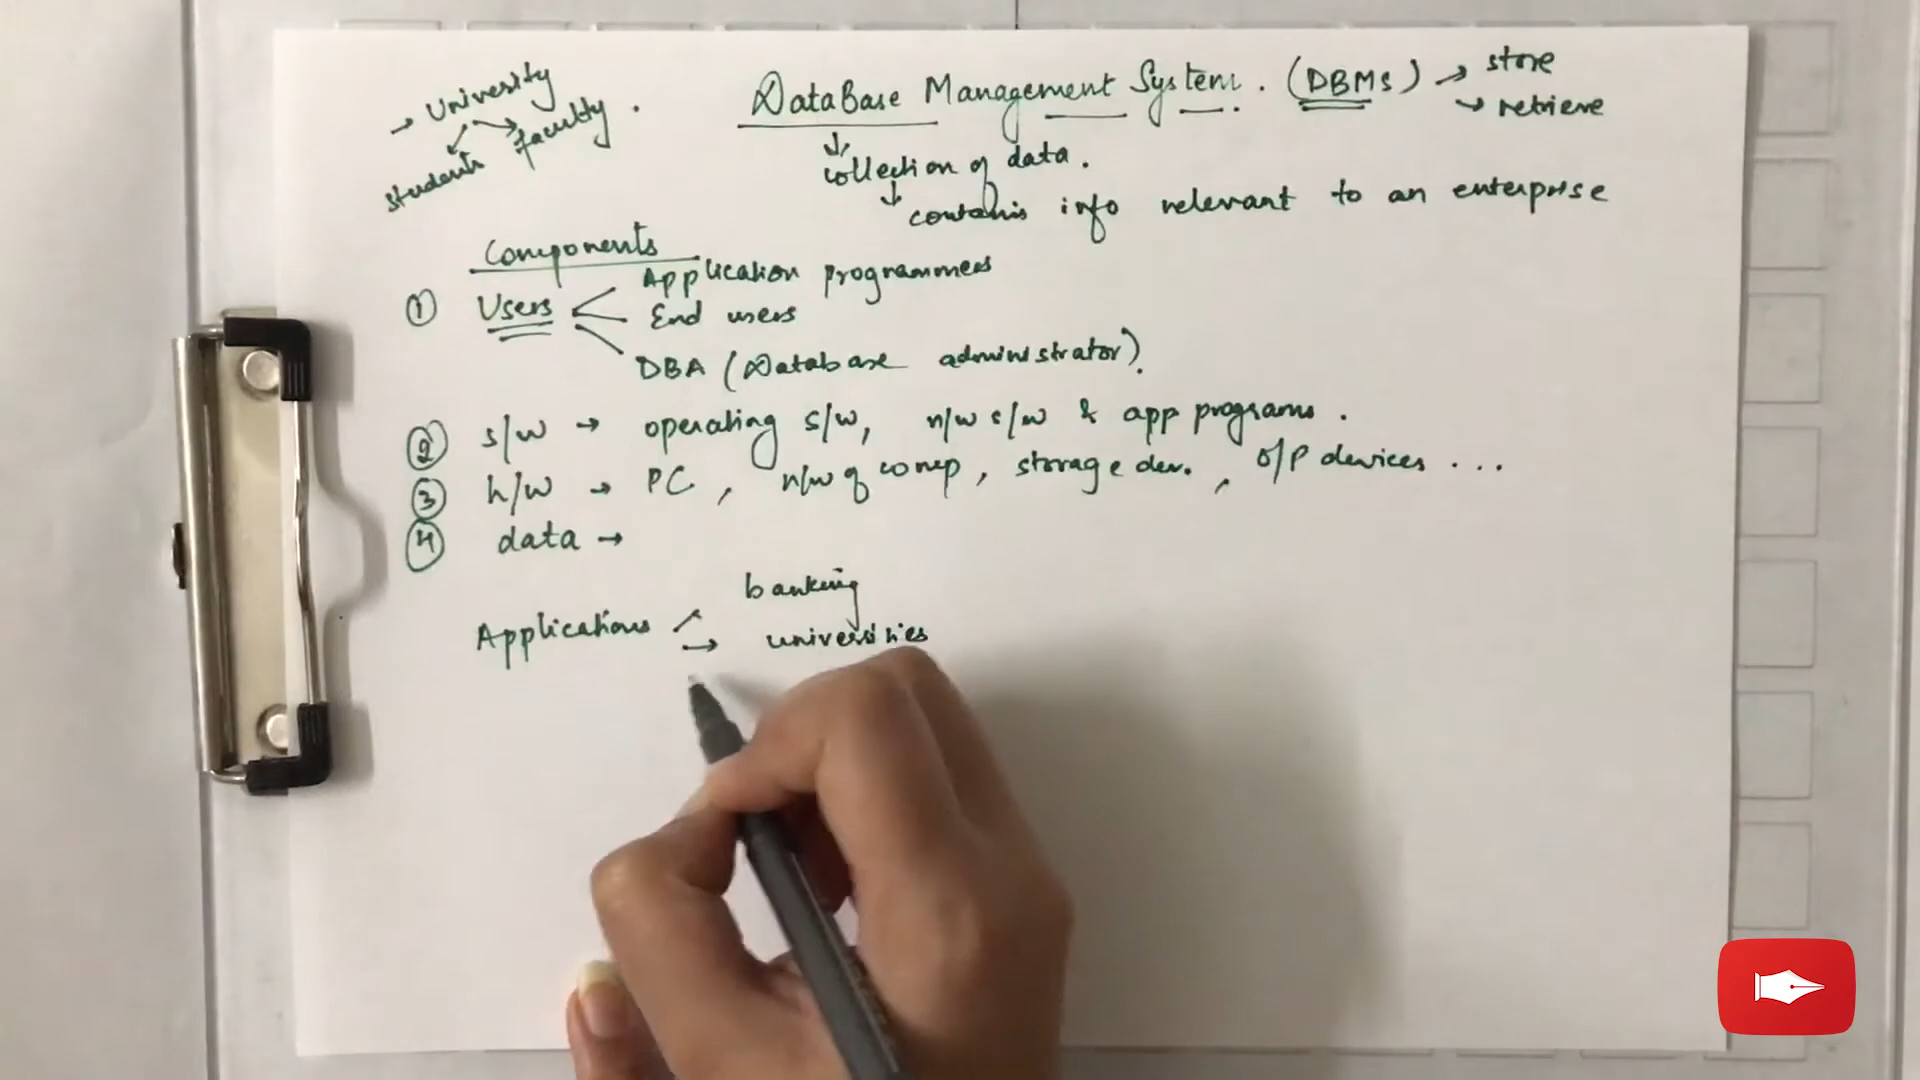 → University
students faculty.
DataBase Management System. (DBMS) → store
→ retrieve
↓
collection of data.
↓ contains info relevant to an enterprise
Components
① Users Application programmers
End users
DBA (Database administrator).
② s/w → operating s/w, n/w s/w & app programs.
③ h/w → PC, n/w of comp, storage dev., O/P devices ...
④ data →
Applications banking
→ universities